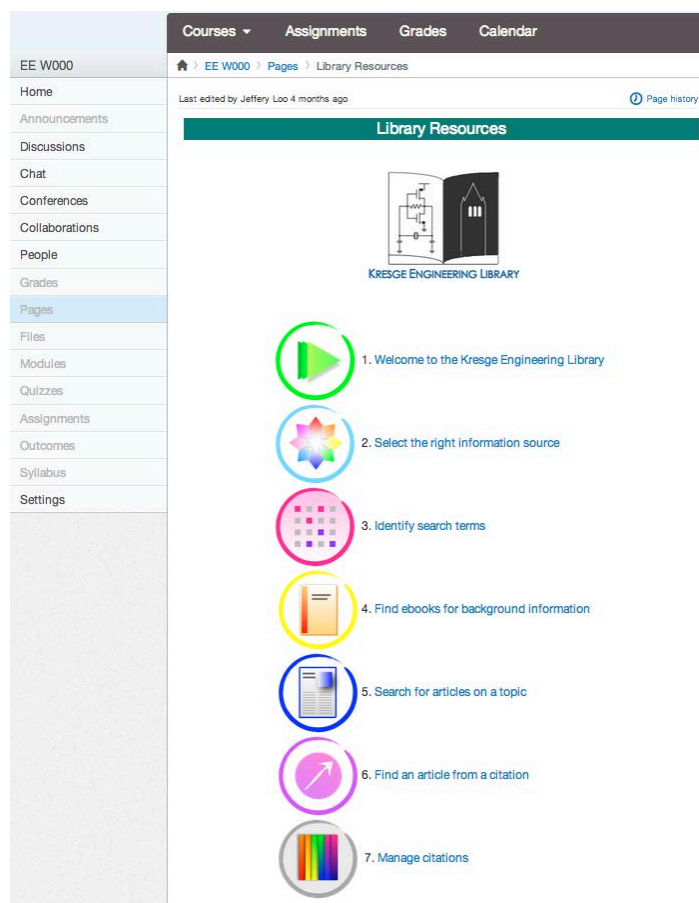 Courses Assignments Grades Calendar
EE W000
EE W000 > Pages > Library Resources
Home
Announcements
Discussions
Chat
Conferences
Collaborations
People
Grades
Pages
Files
Modules
Quizzes
Assignments
Outcomes
Syllabus
Settings
Last edited by Jeffery Loo 4 months ago
Page history
Library Resources
KRESGE ENGINEERING LIBRARY
1. Welcome to the Kresge Engineering Library
2. Select the right information source
3. Identify search terms
4. Find ebooks for background information
5. Search for articles on a topic
6. Find an article from a citation
7. Manage citations